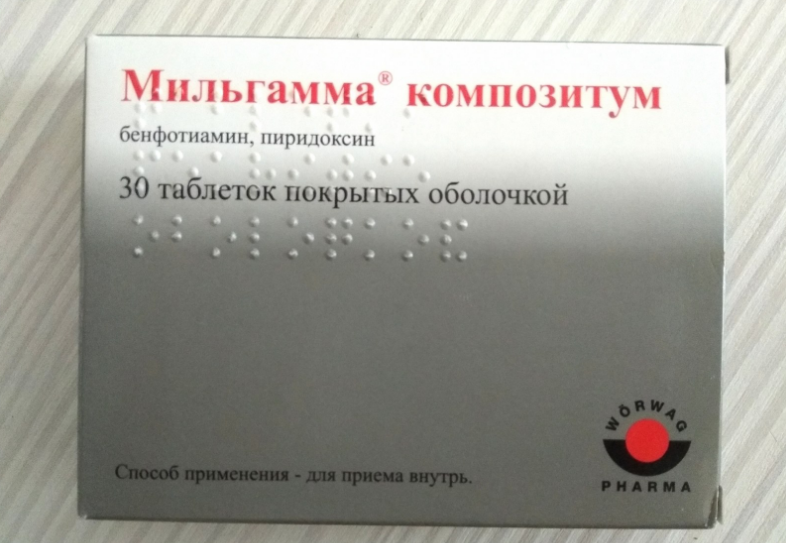 Мильгамма® композитум
бенфотиамин, пиридоксин
30 таблеток покрытых оболочкой
Способ применения - для приема внутрь.
WÖRWAG
PHARMA